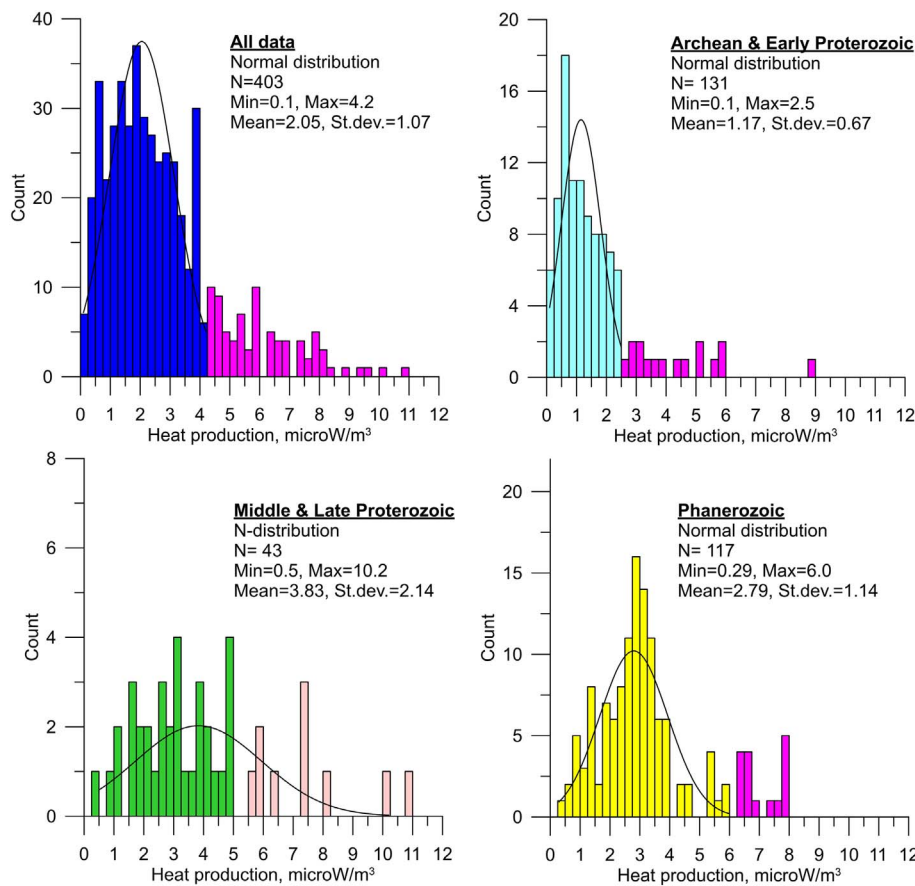 40
30
20
10
0
Count
All data
Normal distribution
N=403
Min=0.1, Max=4.2
Mean=2.05, St.dev.=1.07
0 1 2 3 4 5 6 7 8 9 10 11 12
Heat production, microW/m³
20
16
12
8
4
0
Count
Archean & Early Proterozoic
Normal distribution
N= 131
Min=0.1, Max=2.5
Mean=1.17, St.dev.=0.67
0 1 2 3 4 5 6 7 8 9 10 11 12
Heat production, microW/m³
8
6
4
2
0
Count
Middle & Late Proterozoic
N-distribution
N= 43
Min=0.5, Max=10.2
Mean=3.83, St.dev.=2.14
0 1 2 3 4 5 6 7 8 9 10 11 12
Heat production, microW/m³
20
15
10
5
0
Count
Phanerozoic
Normal distribution
N= 117
Min=0.29, Max=6.0
Mean=2.79, St.dev.=1.14
0 1 2 3 4 5 6 7 8 9 10 11 12
Heat production, microW/m³